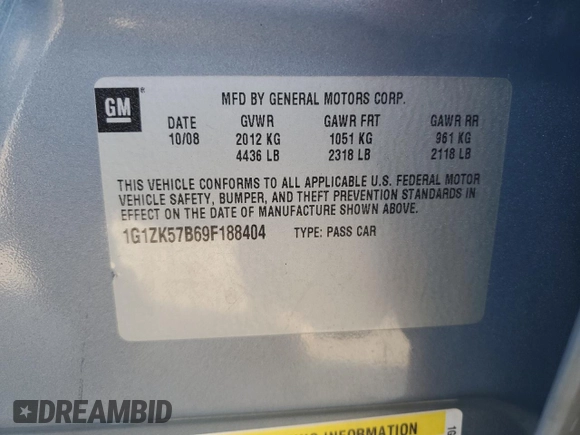 GM
®
MFD BY GENERAL MOTORS CORP.
DATE GVWR GAWR FRT GAWR RR
10/08 2012 KG 1051 KG 961 KG
4436 LB 2318 LB 2118 LB
THIS VEHICLE CONFORMS TO ALL APPLICABLE U.S. FEDERAL MOTOR
VEHICLE SAFETY, BUMPER, AND THEFT PREVENTION STANDARDS IN
EFFECT ON THE DATE OF MANUFACTURE SHOWN ABOVE.
1G1ZK57B69F188404 TYPE: PASS CAR
INFORMATION
DREAMBID